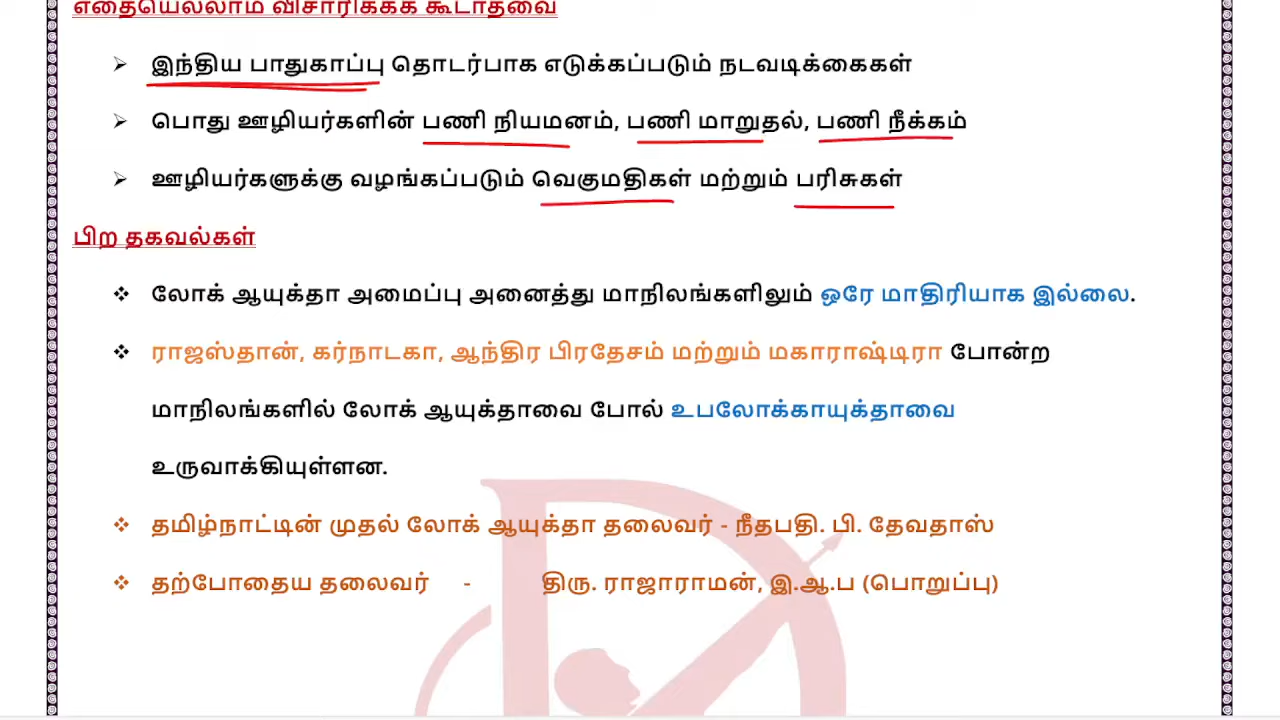 எதையெல்லாம் விசாரிக்கக் கூடாதவை
இந்திய பாதுகாப்பு தொடர்பாக எடுக்கப்படும் நடவடிக்கைகள்
பொது ஊழியர்களின் பணி நியமனம், பணி மாறுதல், பணி நீக்கம்
ஊழியர்களுக்கு வழங்கப்படும் வெகுமதிகள் மற்றும் பரிசுகள்
பிற தகவல்கள்
லோக் ஆயுக்தா அமைப்பு அனைத்து மாநிலங்களிலும் ஒரே மாதிரியாக இல்லை.
ராஜஸ்தான், கர்நாடகா, ஆந்திர பிரதேசம் மற்றும் மகாராஷ்டிரா போன்ற
மாநிலங்களில் லோக் ஆயுக்தாவை போல் உபலோக்காயுக்தாவை
உருவாக்கியுள்ளன.
தமிழ்நாட்டின் முதல் லோக் ஆயுக்தா தலைவர் - நீதபதி. பி. தேவதாஸ்
தற்போதைய தலைவர் - திரு. ராஜாராமன், இ.ஆ.ப (பொறுப்பு)